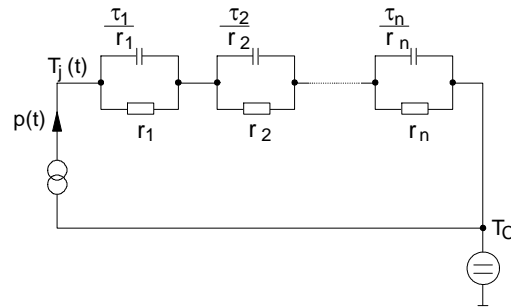 τ1 τ2 τn
r1 r2 rn
Tj(t)
r1 r2 rn
p(t)
TC